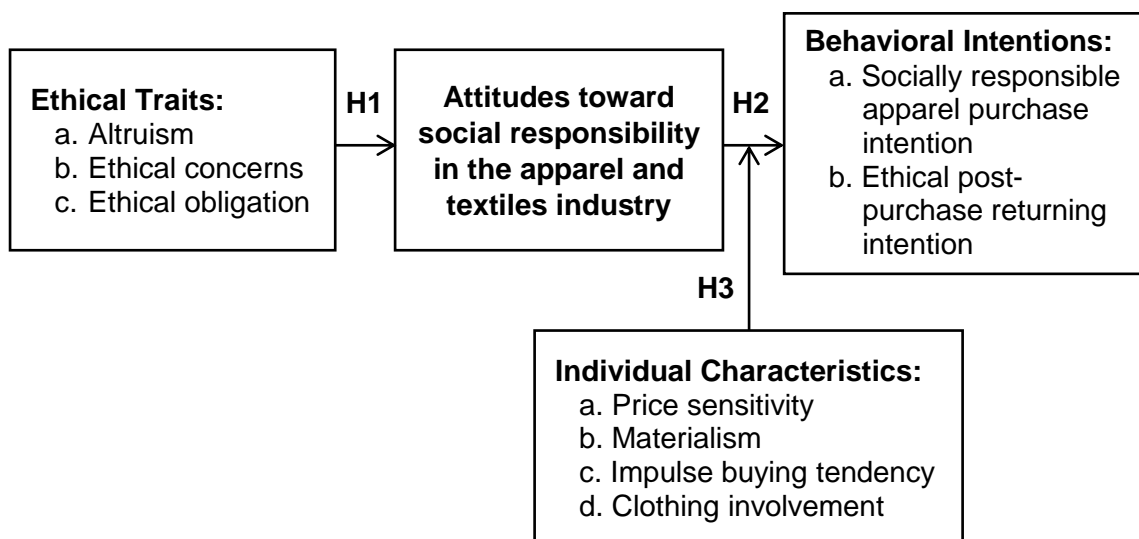 Ethical Traits:
a. Altruism
b. Ethical concerns
c. Ethical obligation
H1
Attitudes toward
social responsibility
in the apparel and
textiles industry
H2
Behavioral Intentions:
a. Socially responsible
apparel purchase
intention
b. Ethical post-
purchase returning
intention
H3
Individual Characteristics:
a. Price sensitivity
b. Materialism
c. Impulse buying tendency
d. Clothing involvement